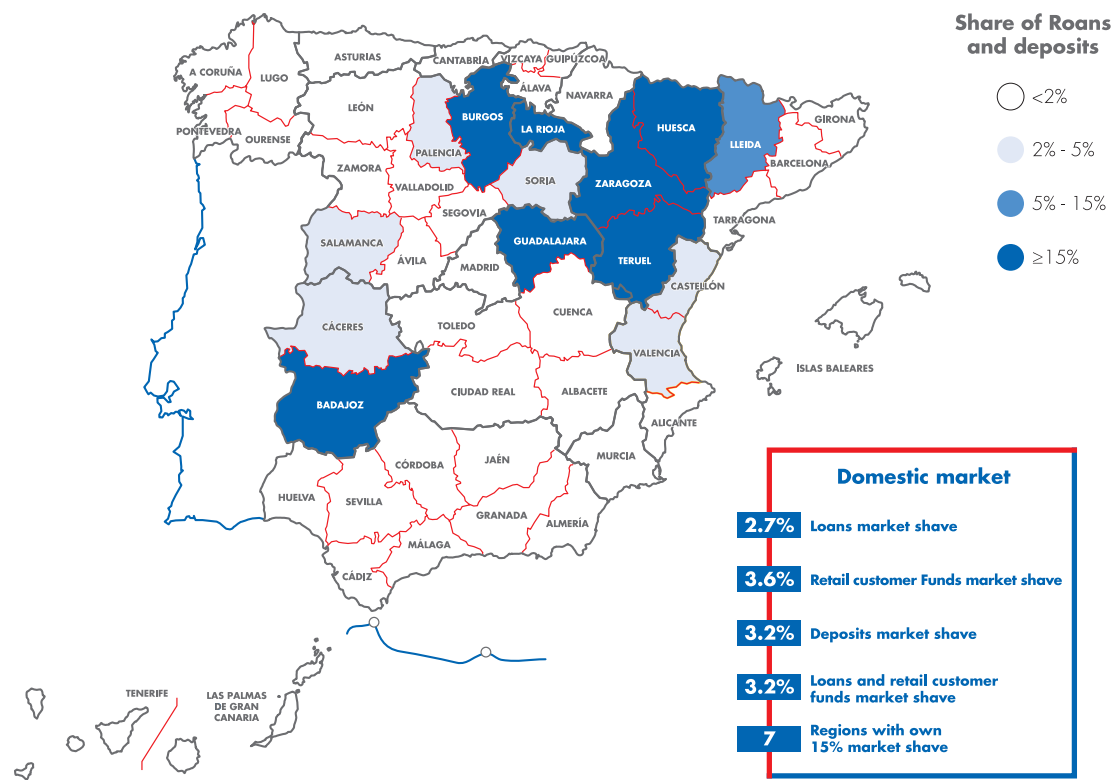 Share of Roans
and deposits
<2%
2% - 5%
5% - 15%
≥15%
A CORUÑA
LUGO
ASTURIAS
CANTABRÍA
VIZCAYA
GUIPÚZCOA
ÁLAVA
NAVARRA
LEÓN
PALENCIA
BURGOS
LA RIOJA
HUESCA
LLEIDA
GIRONA
BARCELONA
PONTEVEDRA
OURENSE
ZAMORA
VALLADOLID
SORIA
ZARAGOZA
TARRAGONA
SEGOVIA
SALAMANCA
ÁVILA
MADRID
GUADALAJARA
TERUEL
CASTELLÓN
CÁCERES
TOLEDO
CUENCA
VALENCIA
ISLAS BALEARES
BADAJOZ
CIUDAD REAL
ALBACETE
ALICANTE
MURCIA
HUELVA
SEVILLA
CÓRDOBA
JAÉN
GRANADA
ALMERÍA
MÁLAGA
CÁDIZ
TENERIFE
LAS PALMAS
DE GRAN
CANARIA
Domestic market
2.7% Loans market shave
3.6% Retail customer Funds market shave
3.2% Deposits market shave
3.2% Loans and retail customer
funds market shave
7 Regions with own
15% market shave